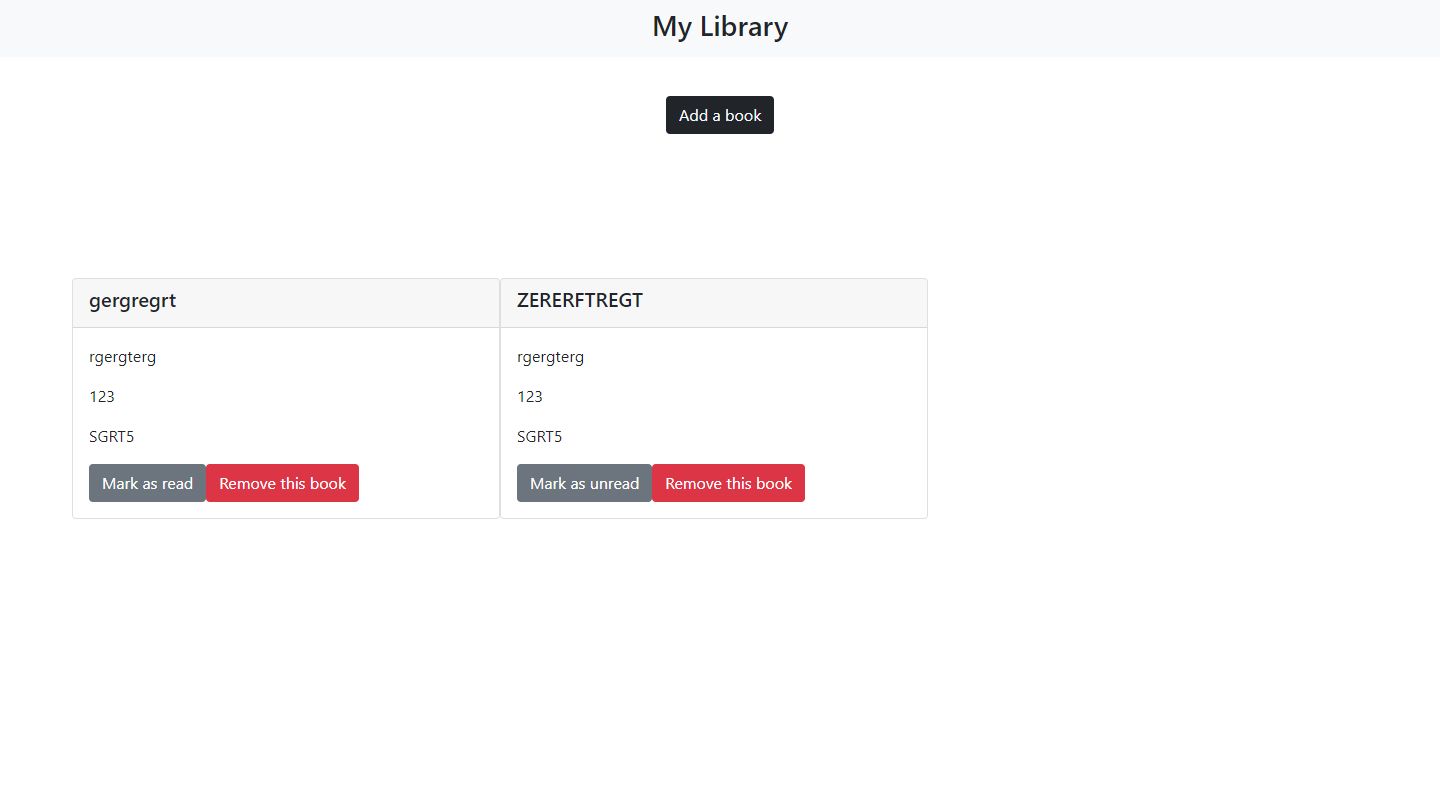 My Library
Add a book
gergregrt
rgergterg
123
SGRT5
Mark as read Remove this book
ZERERFTREGT
rgergterg
123
SGRT5
Mark as unread Remove this book